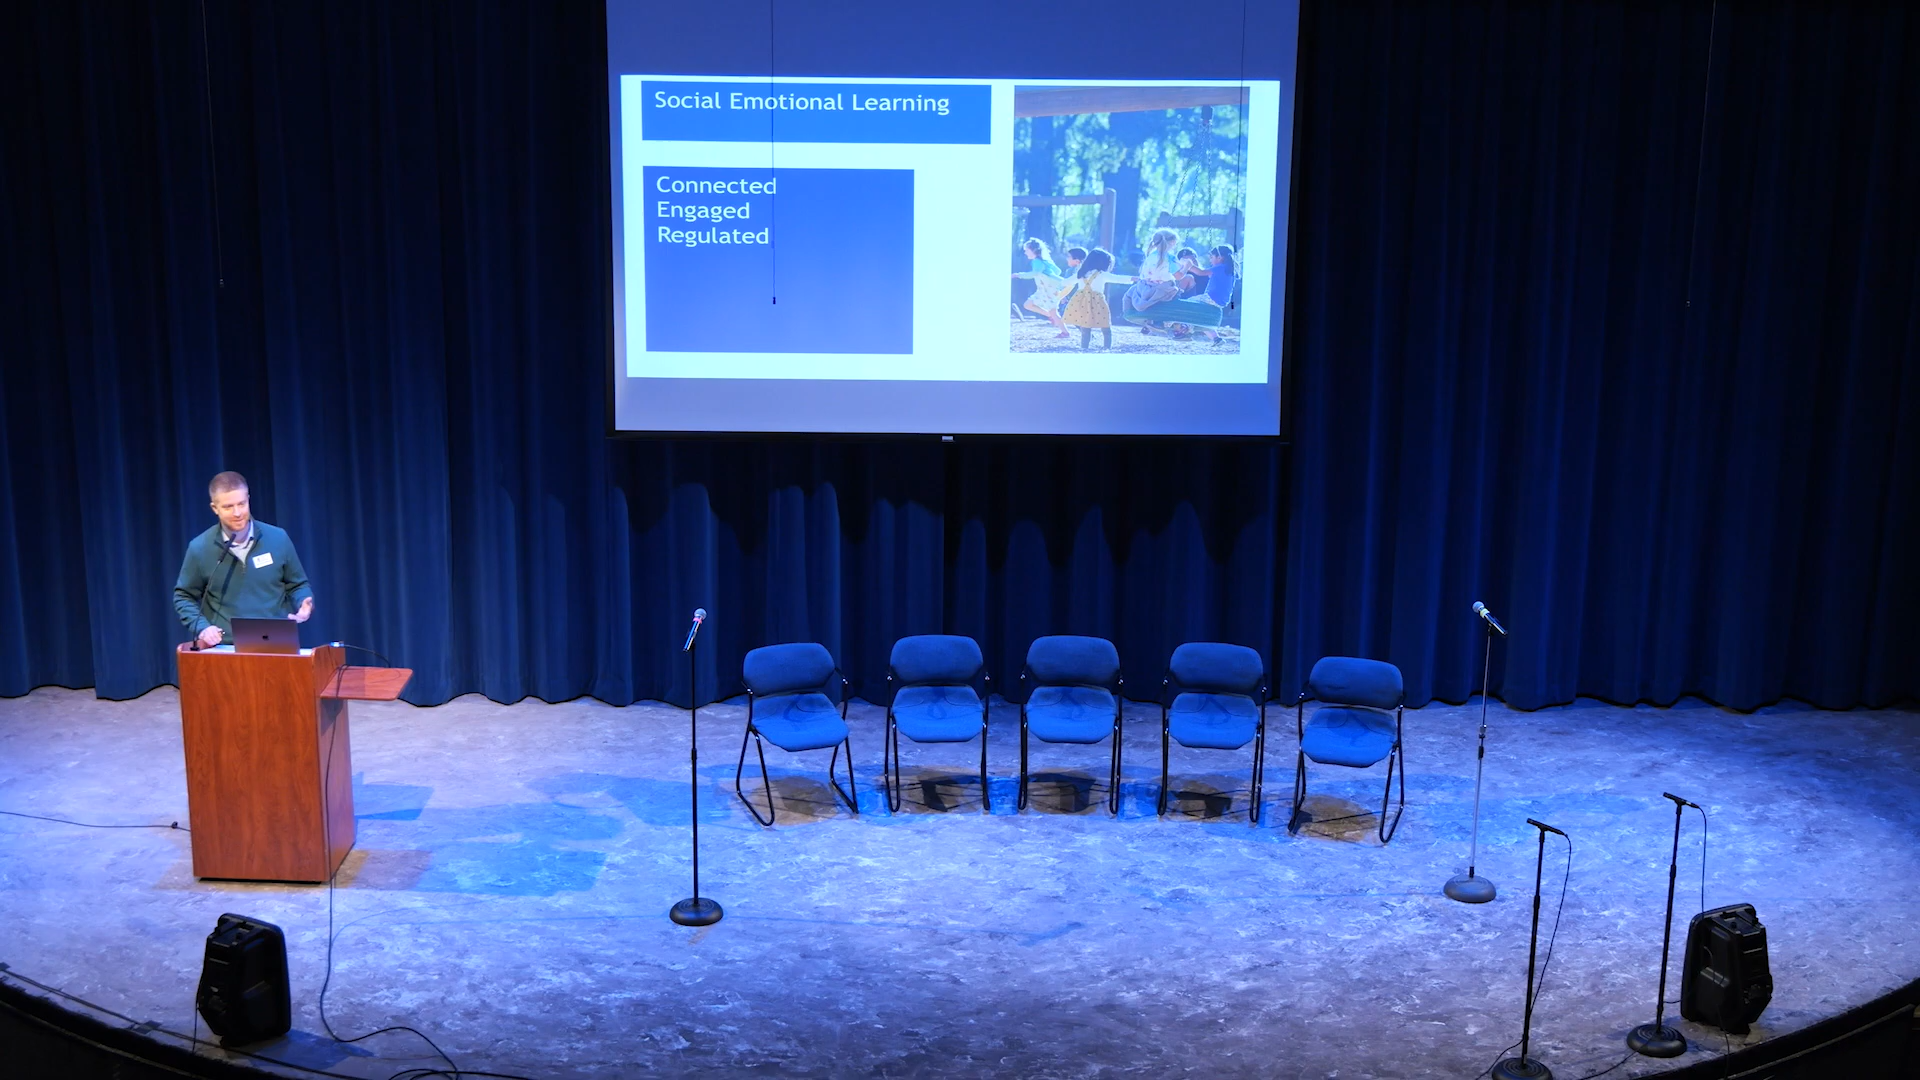 Social Emotional Learning
Connected
Engaged
Regulated